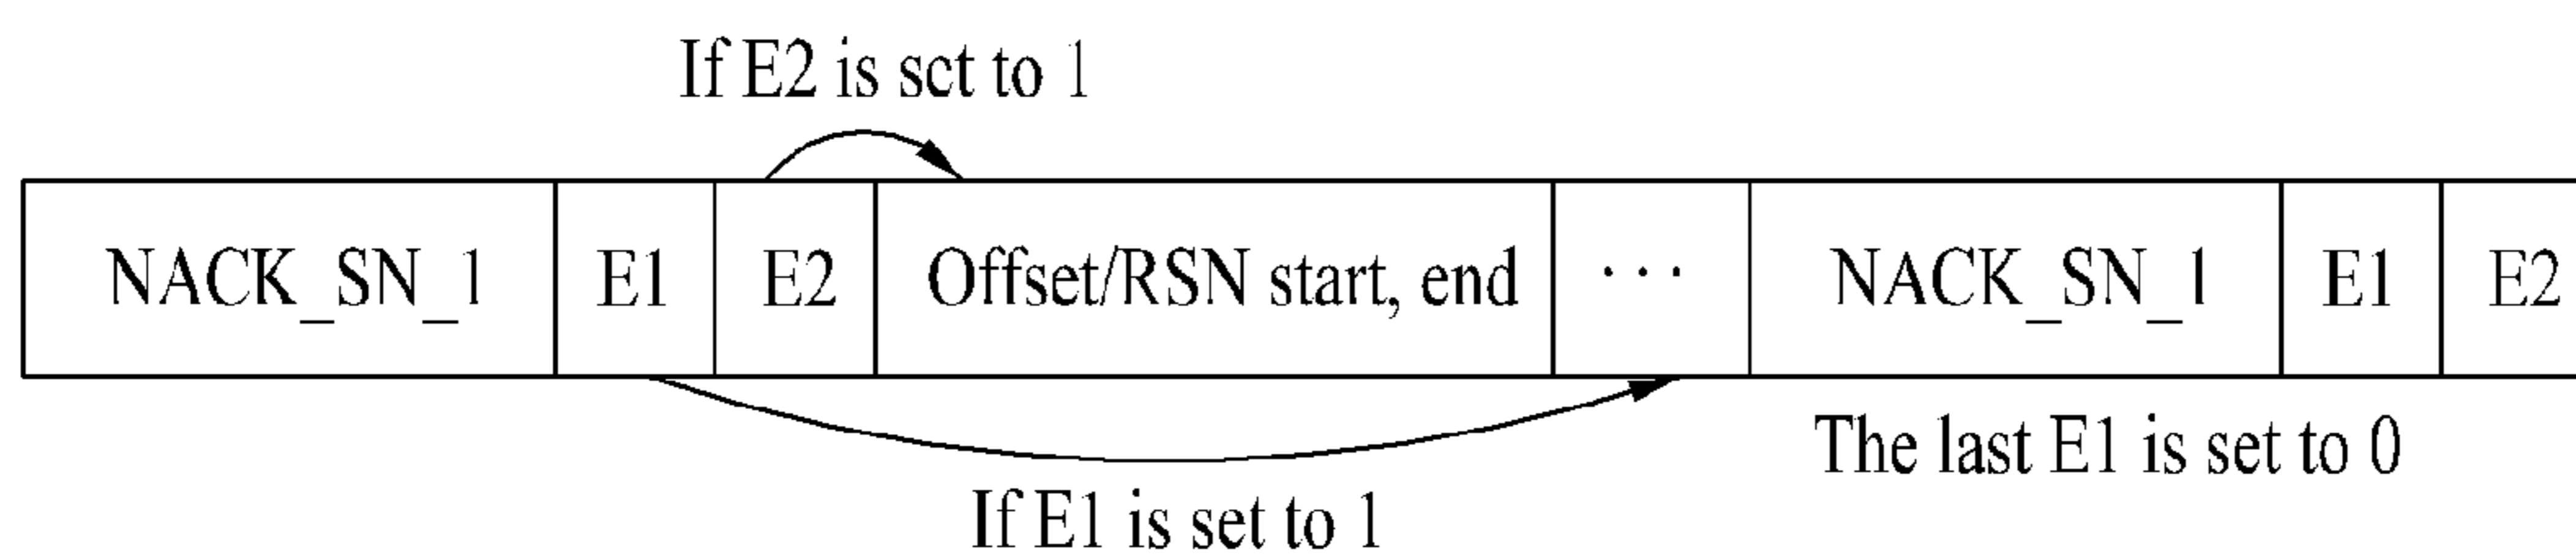 If E2 is sct to 1
NACK_SN_1 E1 E2 Offset/RSN start, end ... NACK_SN_1 E1 E2
The last E1 is set to 0
If E1 is set to 1